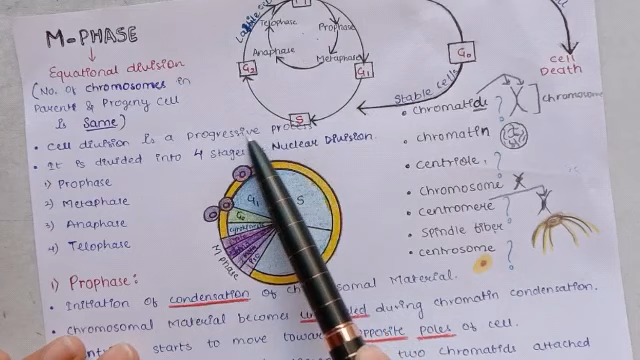 M-PHASE
Equational division
(No. of chromosomes in
Parent & Progeny cell
is Same)
• Cell division is a progressive process
• It is divided into 4 stages Nuclear Division.
1) Prophase
2) Metaphase
3) Anaphase
4) Telophase
Telophase
Prophase
Anaphase
Metaphase
G2
G1
S
G0
Stable cells
Cell
Death
• chromatids ?
chromosome
• chromatin
• centriole, ?
• chromosome
• centromere ?
• spindle fiber
• centrosome ?
G1
S
G2
M Phase
1) Prophase:
• Initiation of condensation of chromosomal Material.
• chromosomal Material becomes during chromatin condensation.
starts to move toward opposite poles of cell.
two chromatids attached